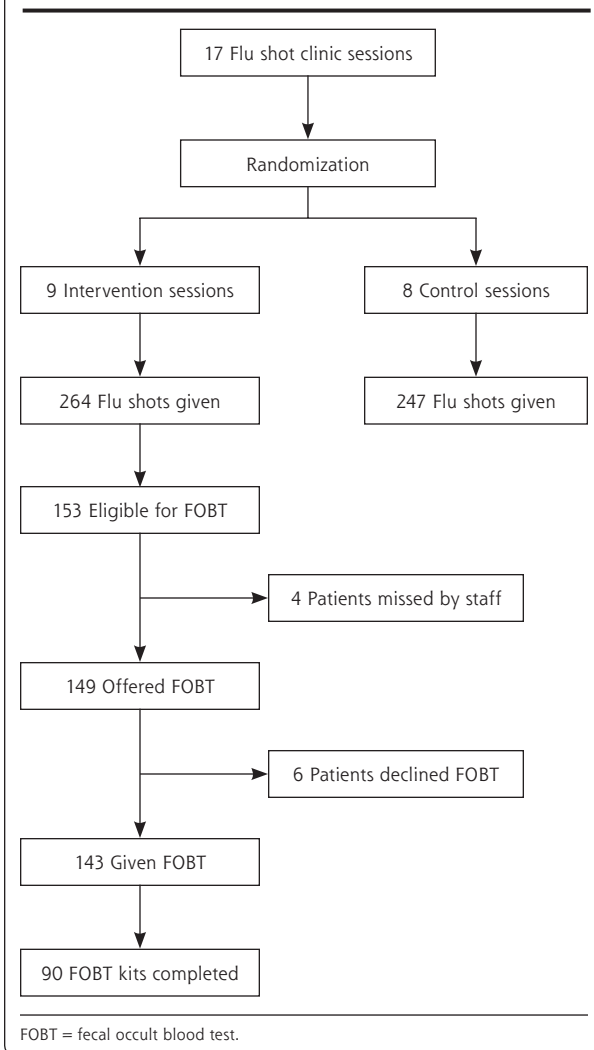 17 Flu shot clinic sessions
Randomization
9 Intervention sessions
8 Control sessions
264 Flu shots given
247 Flu shots given
153 Eligible for FOBT
4 Patients missed by staff
149 Offered FOBT
6 Patients declined FOBT
143 Given FOBT
90 FOBT kits completed
FOBT = fecal occult blood test.